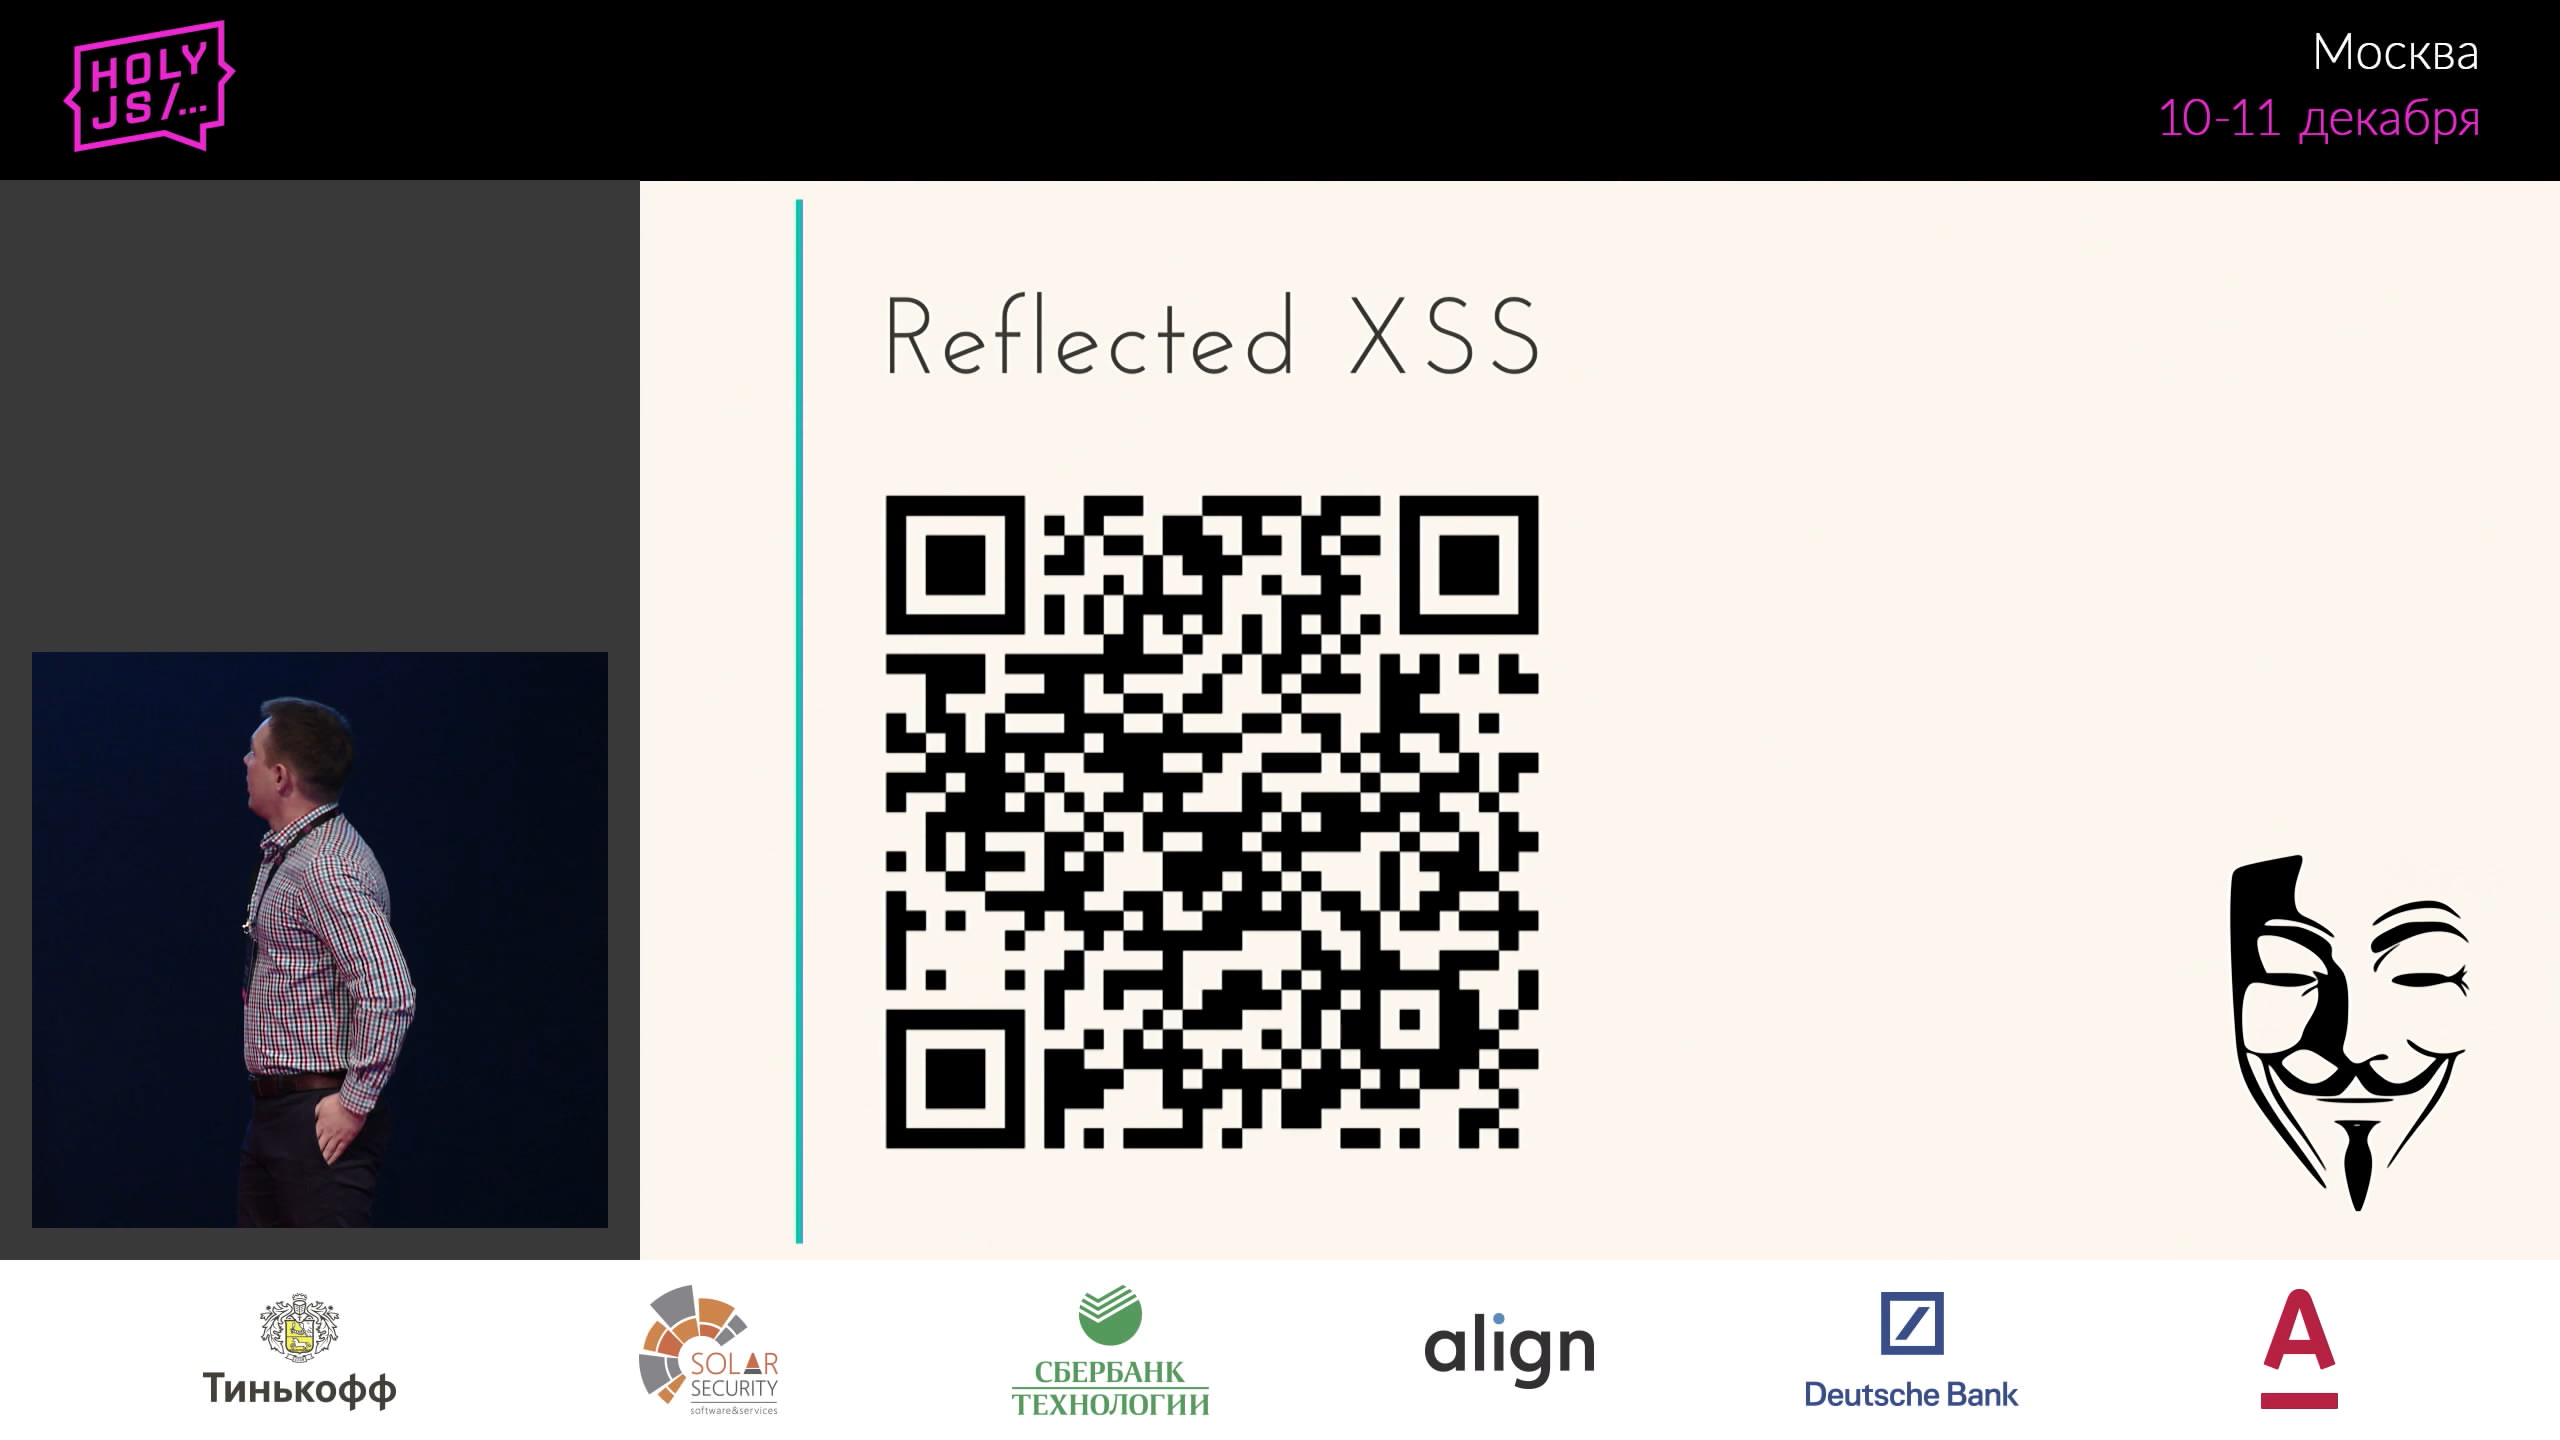 HOLY
JS/...
Москва
10-11 декабря
Reflected XSS
Тинькофф
SOLAR
SECURITY
software&services
СБЕРБАНК
ТЕХНОЛОГИИ
align
Deutsche Bank
А